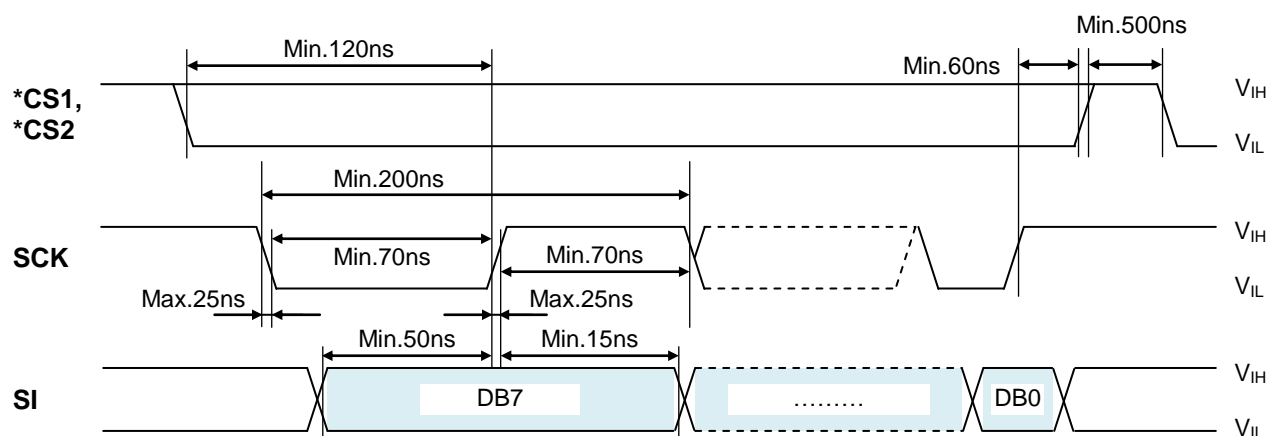 Min.500ns
Min.120ns
Min.60ns
*CS1,
*CS2
VIH
VIL
Min.200ns
SCK
Min.70ns
Min.70ns
VIH
VIL
Max.25ns
Max.25ns
Min.50ns
Min.15ns
SI
DB7
………
DB0
VIH
VIL